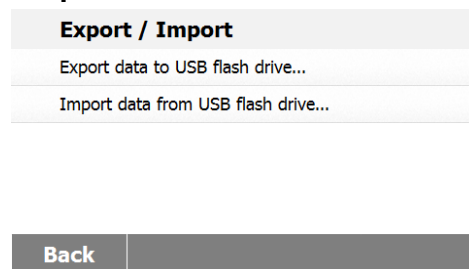 Export / Import
Export data to USB flash drive...
Import data from USB flash drive...
Back